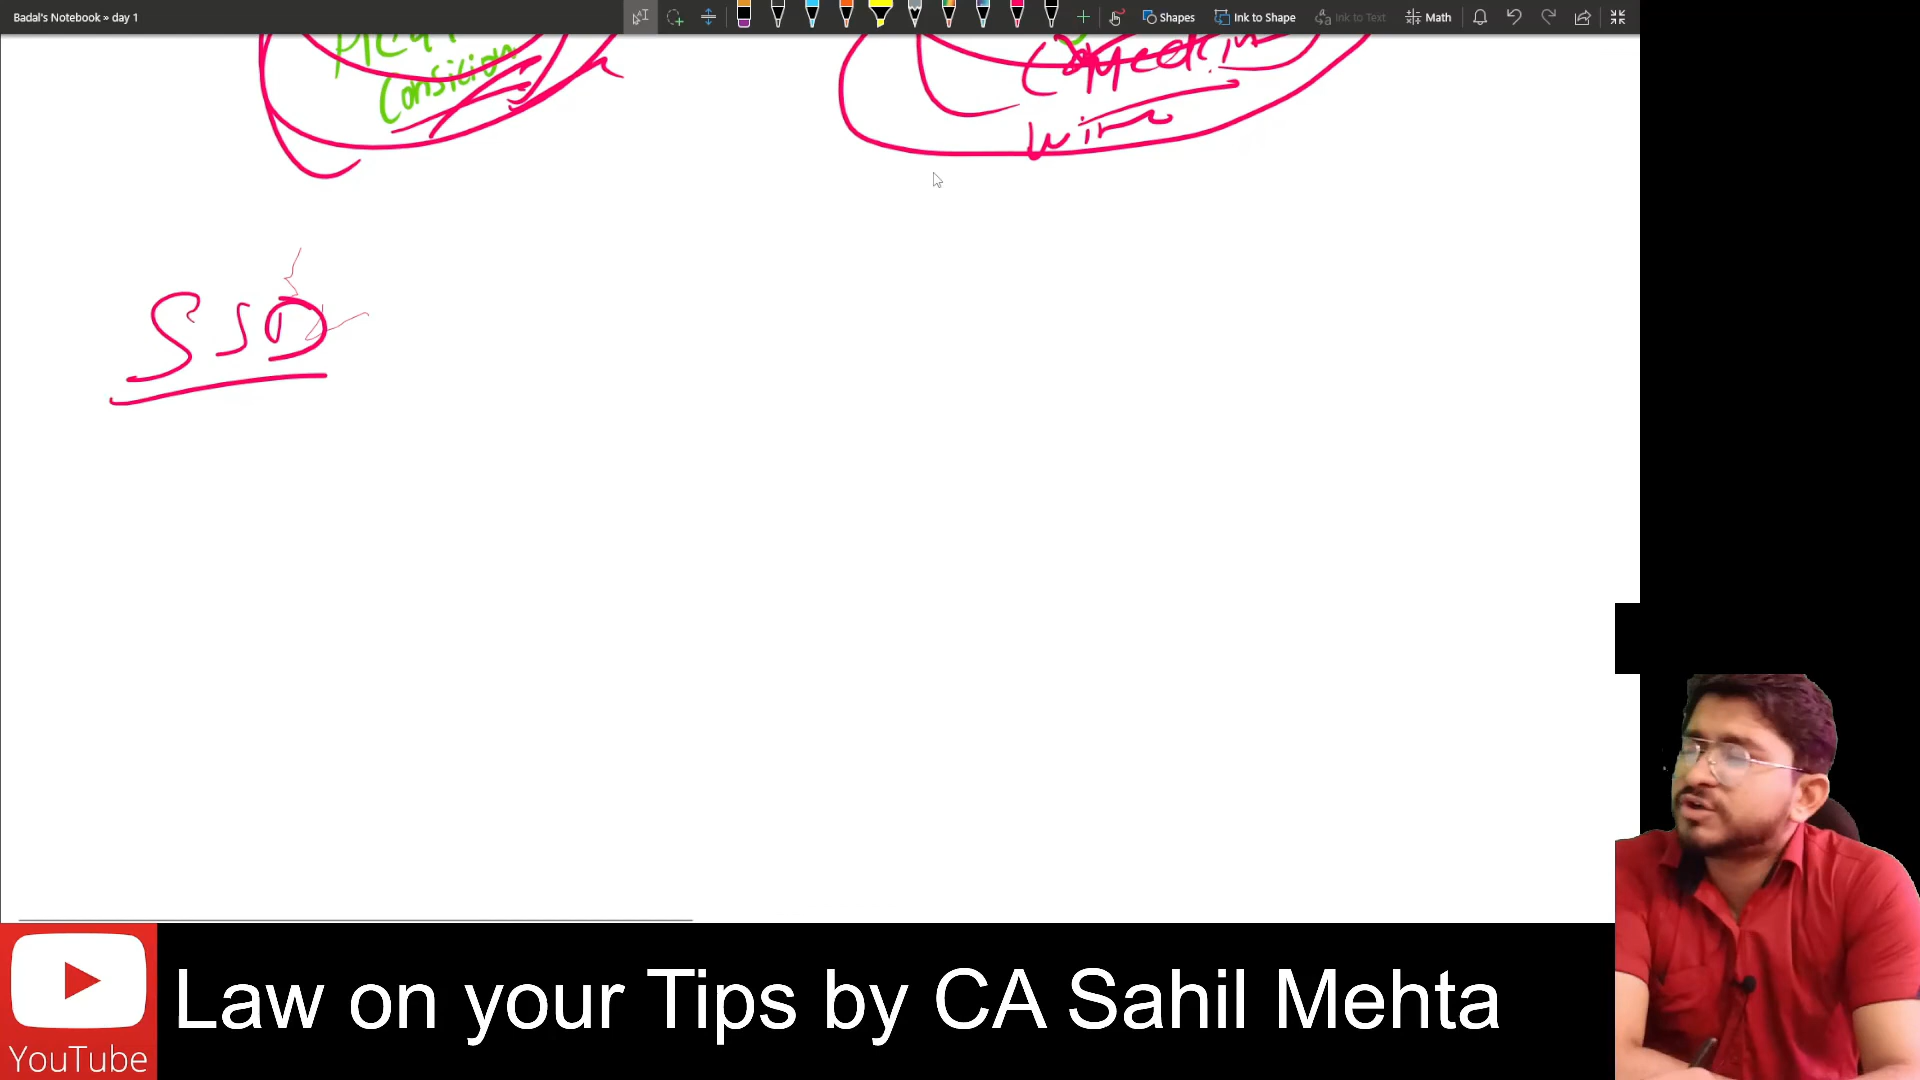 Badal's Notebook » day 1
Shapes
Ink to Shape
Ink to Text
Math
wire
SSD
YouTube
Law on your Tips by CA Sahil Mehta